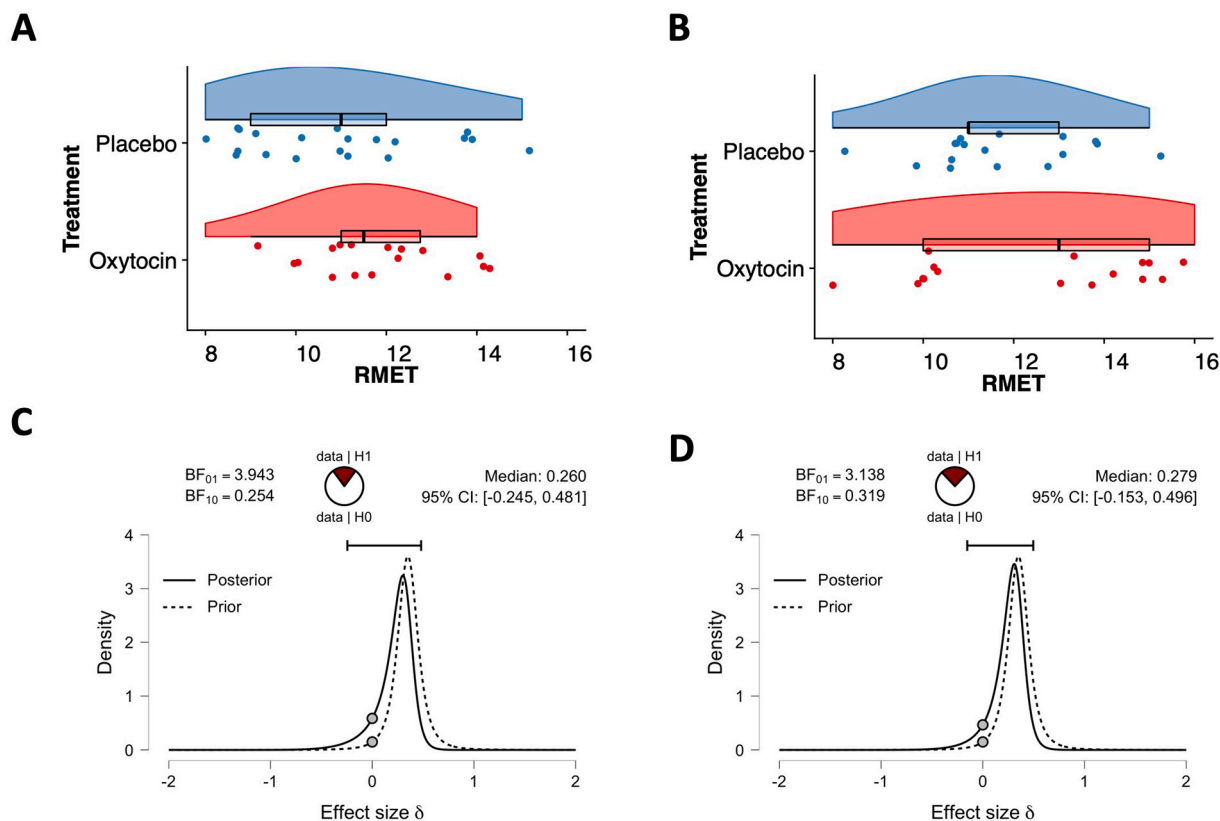 A
Treatment
Placebo
Oxytocin
8 10 12 14 16
RMET
B
Treatment
Placebo
Oxytocin
8 10 12 14 16
RMET
C
BF01 = 3.943
BF10 = 0.254
data | H1
data | H0
Median: 0.260
95% CI: [-0.245, 0.481]
Posterior
Prior
Density
4
3
2
1
0
-2 -1 0 1 2
Effect size δ
D
BF01 = 3.138
BF10 = 0.319
data | H1
data | H0
Median: 0.279
95% CI: [-0.153, 0.496]
Posterior
Prior
Density
4
3
2
1
0
-2 -1 0 1 2
Effect size δ